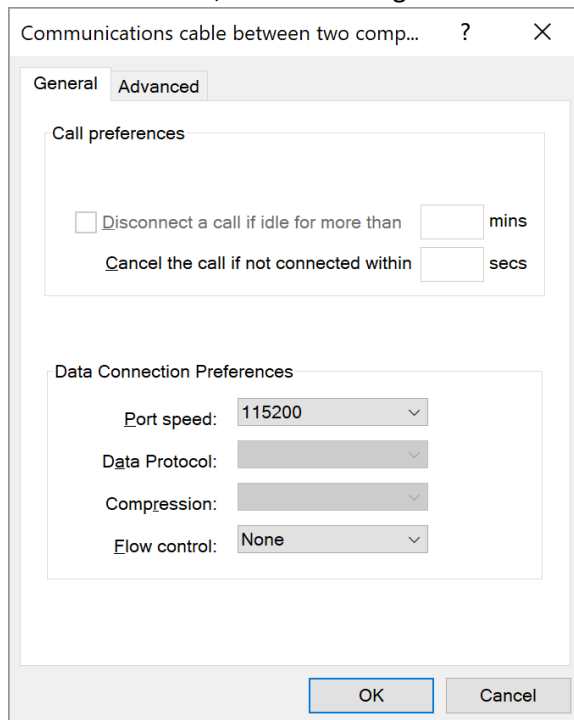 Communications cable between two comp... ?
General Advanced
Call preferences
Disconnect a call if idle for more than mins
Cancel the call if not connected within secs
Data Connection Preferences
Port speed: 115200
Data Protocol:
Compression:
Flow control: None
OK Cancel